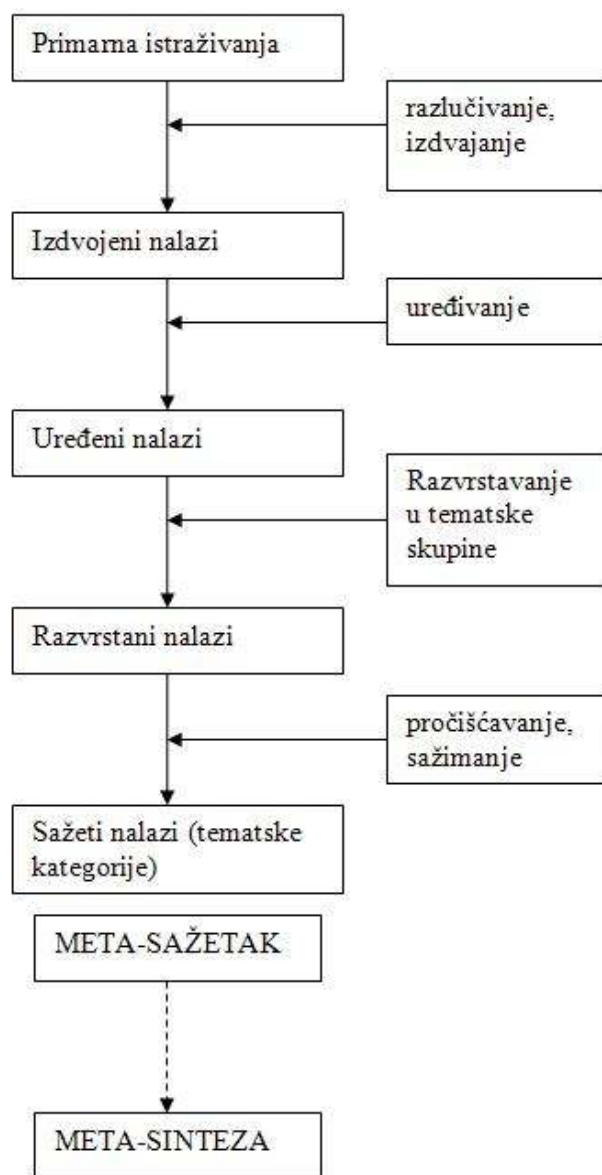 Primarna istraživanja
razlučivanje,
izdvajanje
Izdvojeni nalazi
uređivanje
Uređeni nalazi
Razvrstavanje
u tematske
skupine
Razvrstani nalazi
pročišćavanje,
sažimanje
Sažeti nalazi (tematske
kategorije)
META-SAŽETAK
META-SINTEZA